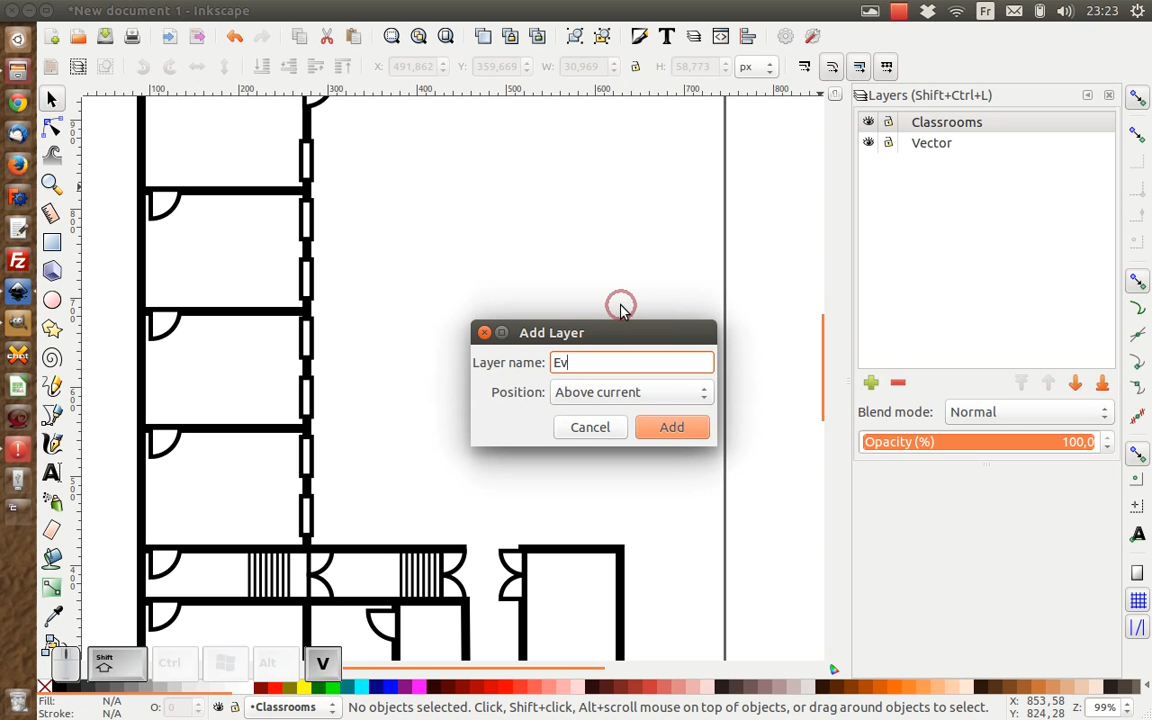 *New document 1 - Inkscape
Fr
23:23
X: 491,862
Y: 359,669
W: 30,969
H: 58,773
px
100
200
300
400
500
600
700
800
Layers (Shift+Ctrl+L)
Classrooms
Vector
Add Layer
Layer name: Ev
Position: Above current
Cancel
Add
Blend mode: Normal
Opacity (%) 100,0
Shift
Ctrl
Alt
V
Fill: N/A
Stroke: N/A
O: 0
•Classrooms
No objects selected. Click, Shift+click, Alt+scroll mouse on top of objects, or drag around objects to select.
X: 853,58
Y: 824,28
Z: 99%